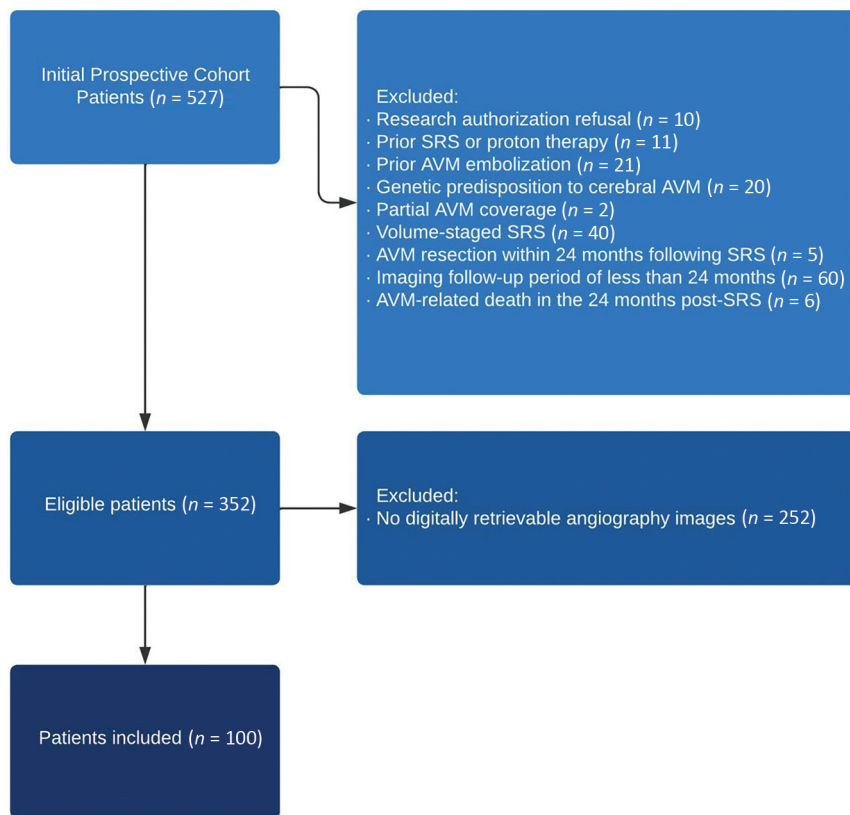 Initial Prospective Cohort
Patients (n = 527)
Excluded:
· Research authorization refusal (n = 10)
· Prior SRS or proton therapy (n = 11)
· Prior AVM embolization (n = 21)
· Genetic predisposition to cerebral AVM (n = 20)
· Partial AVM coverage (n = 2)
· Volume-staged SRS (n = 40)
· AVM resection within 24 months following SRS (n = 5)
· Imaging follow-up period of less than 24 months (n = 60)
· AVM-related death in the 24 months post-SRS (n = 6)
Eligible patients (n = 352)
Excluded:
· No digitally retrievable angiography images (n = 252)
Patients included (n = 100)